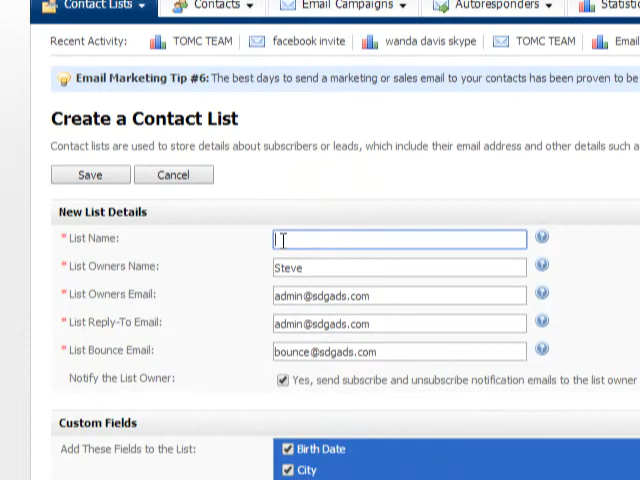 Contact Lists Contacts Email Campaigns Autoresponders Statisti
Recent Activity: TOMC TEAM facebook invite wanda davis skype TOMC TEAM Email
Email Marketing Tip #6: The best days to send a marketing or sales email to your contacts has been proven to be
Create a Contact List
Contact lists are used to store details about subscribers or leads, which include their email address and other details such a
Save Cancel
New List Details
* List Name:
* List Owners Name: Steve
* List Owners Email: admin@sdgads.com
* List Reply-To Email: admin@sdgads.com
* List Bounce Email: bounce@sdgads.com
Notify the List Owner: Yes, send subscribe and unsubscribe notification emails to the list owner
Custom Fields
Add These Fields to the List: Birth Date
City